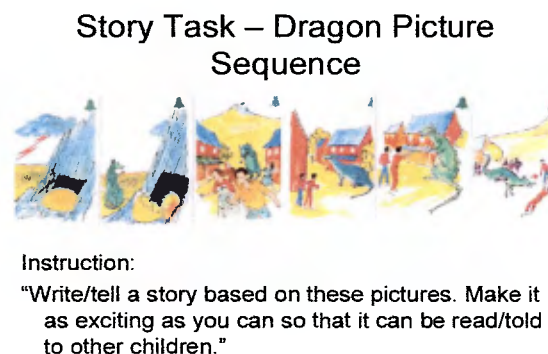 Story Task – Dragon Picture
Sequence
Instruction:
“Write/tell a story based on these pictures. Make it
as exciting as you can so that it can be read/told
to other children.”